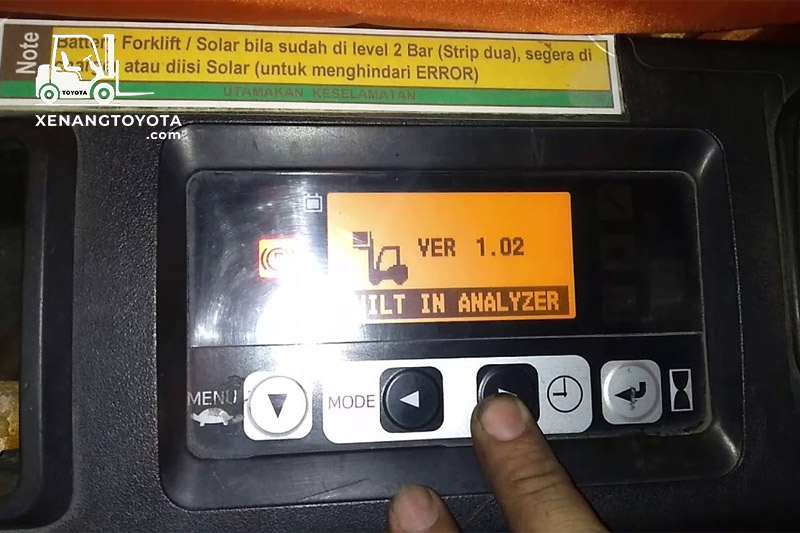 Note
Battery Forklift / Solar bila sudah di level 2 Bar (Strip dua), segera di
atau diisi Solar (untuk menghindari ERROR)
UTAMAKAN KESELAMATAN
TOYOTA
XENANGTOYOTA
.com
VER 1.02
IN ANALYZER
MENU
MODE